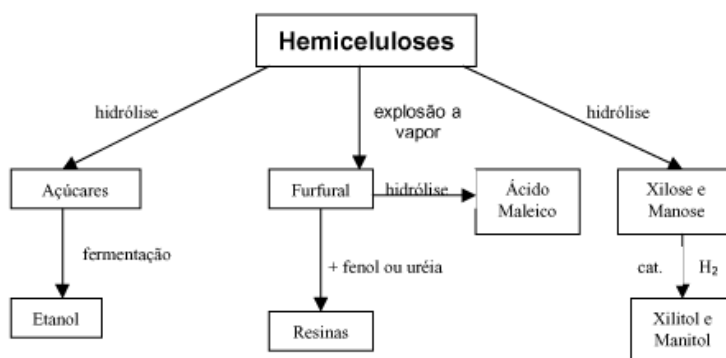 Hemiceluloses
hidrólise
explosão a
vapor
hidrólise
Açúcares
Furfural
hidrólise
Ácido
Maleico
Xilose e
Manose
fermentação
+ fenol ou uréia
cat.
H₂
Etanol
Resinas
Xilitol e
Manitol